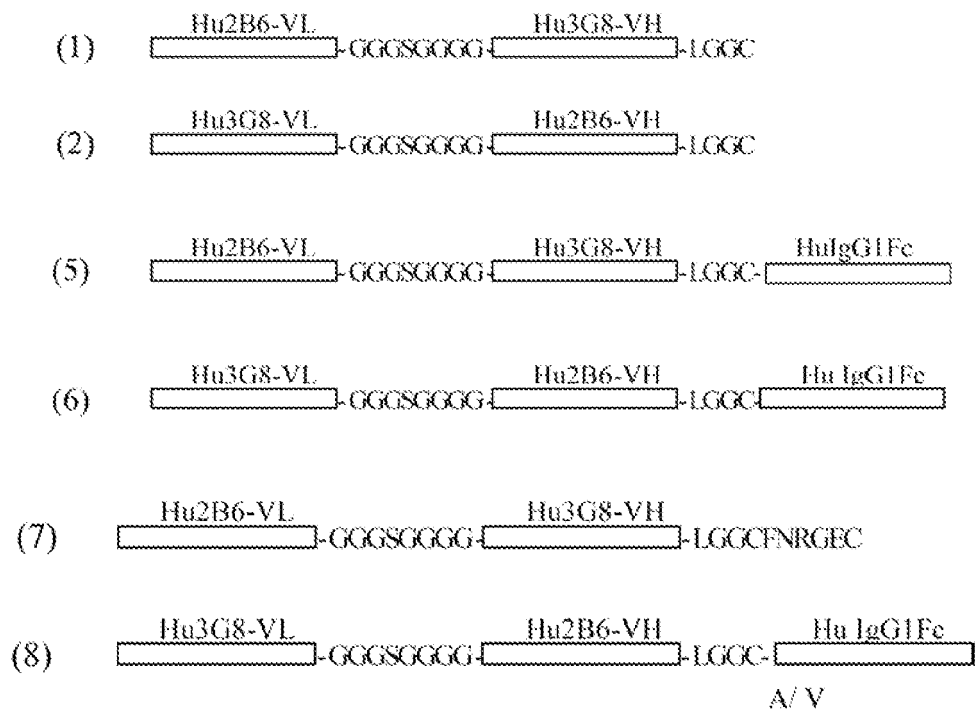 Hu2B6-VL Hu3G8-VH
(1) -GGGSGGGG- -LGGC
Hu3G8-VL Hu2B6-VH
(2) -GGGSGGGG- -LGGC
Hu2B6-VL Hu3G8-VH HuIgG1Fc
(5) -GGGSGGGG- -LGGC-
Hu3G8-VL Hu2B6-VH Hu IgG1Fc
(6) -GGGSGGGG- -LGGC-
Hu2B6-VL Hu3G8-VH
(7) -GGGSGGGG- -LGGCFNRGEC
Hu3G8-VL Hu2B6-VH Hu IgG1Fc
(8) -GGGSGGGG- -LGGC-
A/ V